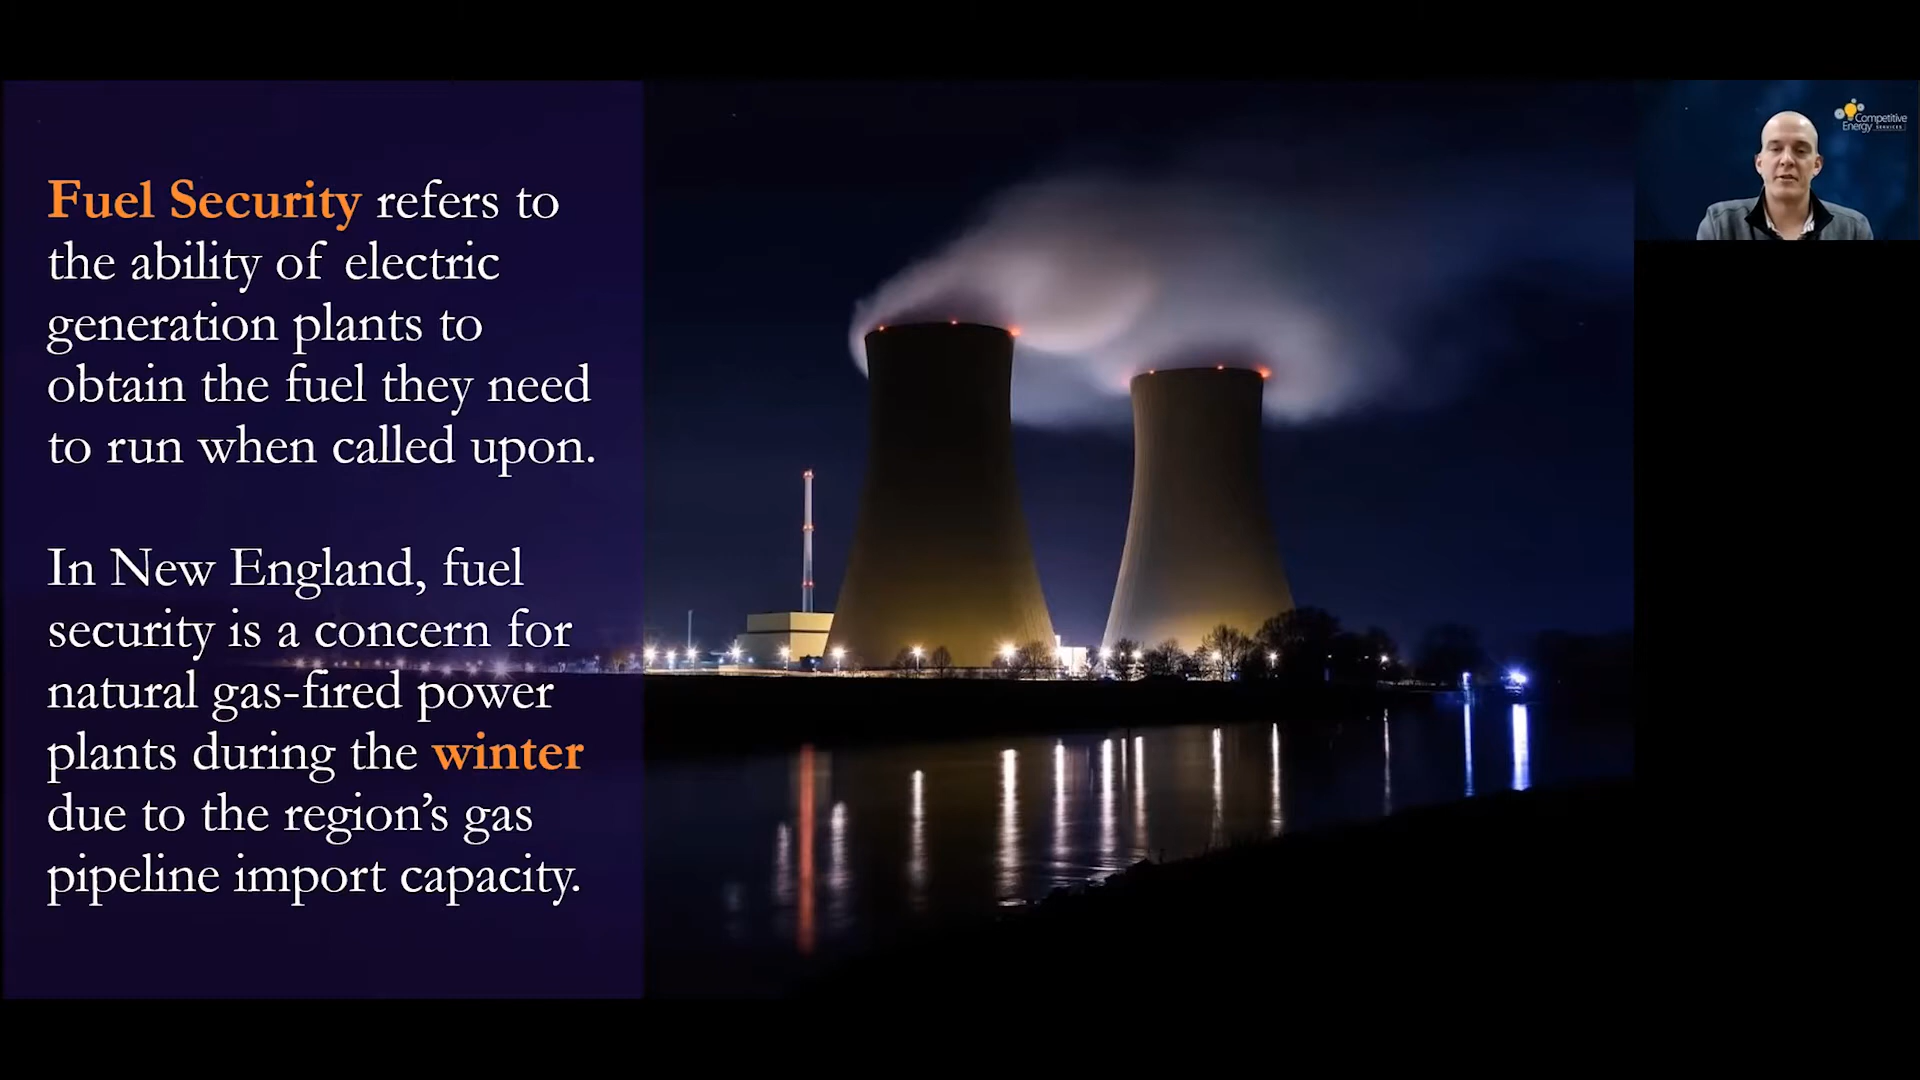 Fuel Security refers to
the ability of electric
generation plants to
obtain the fuel they need
to run when called upon.
In New England, fuel
security is a concern for
natural gas-fired power
plants during the winter
due to the region’s gas
pipeline import capacity.
Competitive
Energy SERVICES